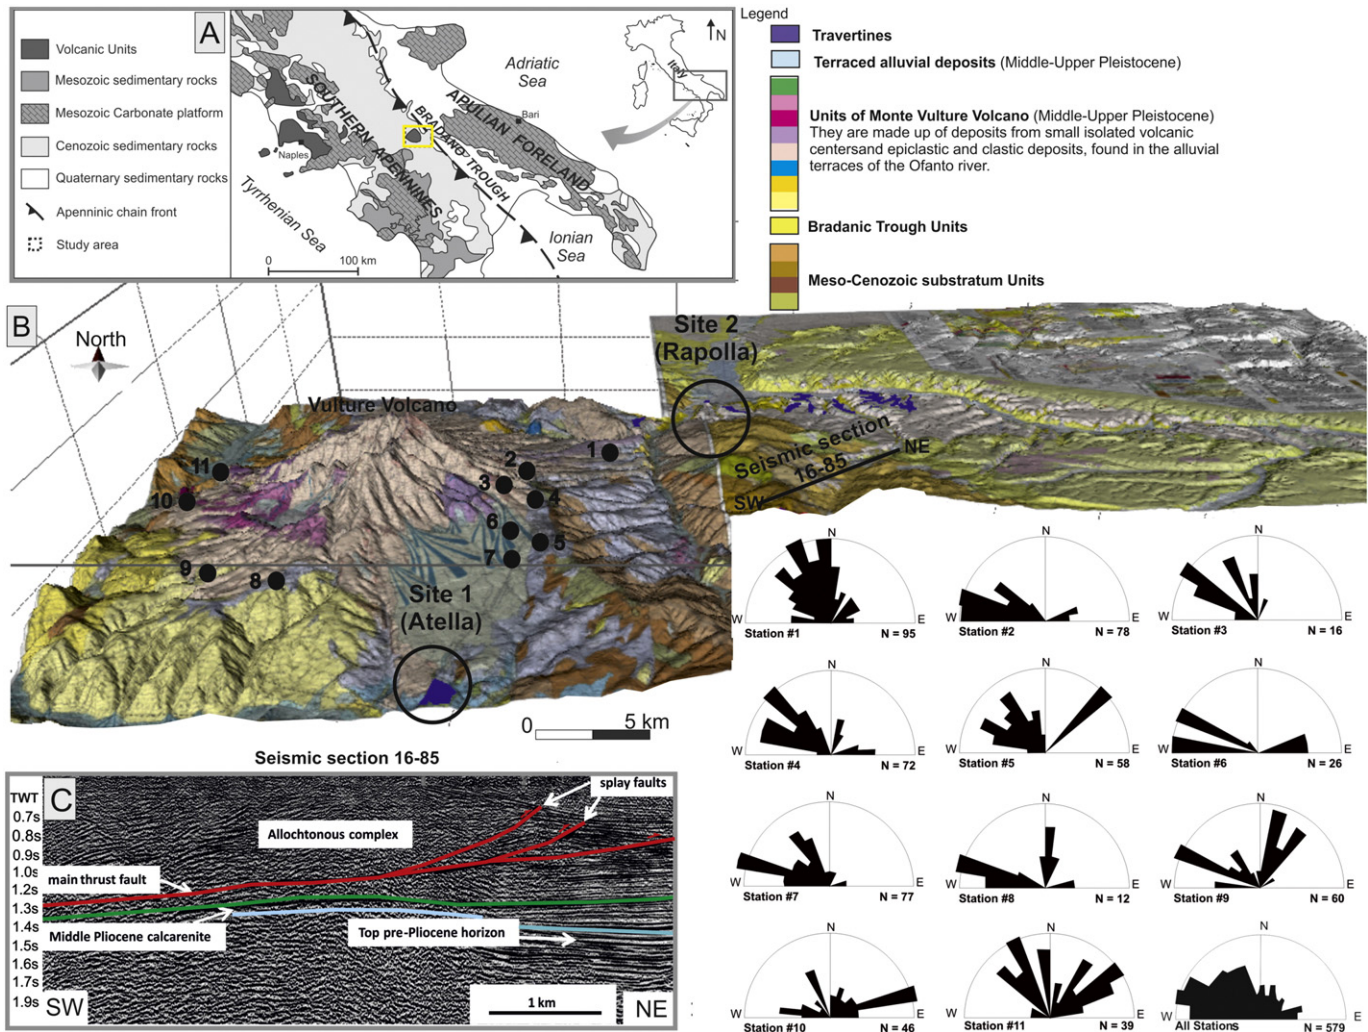 A
Volcanic Units
Mesozoic sedimentary rocks
Mesozoic Carbonate platform
Cenozoic sedimentary rocks
Quaternary sedimentary rocks
Apenninic chain front
Study area
Adriatic
Sea
SOUTHERN APENNINES
BRADANO TROUGH
APULIAN FORELAND
Bari
Naples
Tyrrhenian Sea
Ionian
Sea
0 100 km
N
Italy
Legend
Travertines
Terraced alluvial deposits (Middle-Upper Pleistocene)
Units of Monte Vulture Volcano (Middle-Upper Pleistocene)
They are made up of deposits from small isolated volcanic
centersand epiclastic and clastic deposits, found in the alluvial
terraces of the Ofanto river.
Bradanic Trough Units
Meso-Cenozoic substratum Units
B
North
Vulture Volcano
Site 2
(Rapolla)
Seismic section
16-85
SW
NE
1
2
3
4
5
6
7
8
9
10
11
Site 1
(Atella)
0 5 km
N
W E
Station #1 N = 95
N
W E
Station #2 N = 78
N
W E
Station #3 N = 16
N
W E
Station #4 N = 72
N
W E
Station #5 N = 58
N
W E
Station #6 N = 26
N
W E
Station #7 N = 77
N
W E
Station #8 N = 12
N
W E
Station #9 N = 60
N
W E
Station #10 N = 46
N
W E
Station #11 N = 39
N
W E
All Stations N = 579
Seismic section 16-85
C
TWT
0.7s
0.8s
0.9s
1.0s
1.2s
1.3s
1.4s
1.5s
1.6s
1.7s
1.9s
splay faults
Allochtonous complex
main thrust fault
Middle Pliocene calcarenite
Top pre-Pliocene horizon
1 km
SW
NE